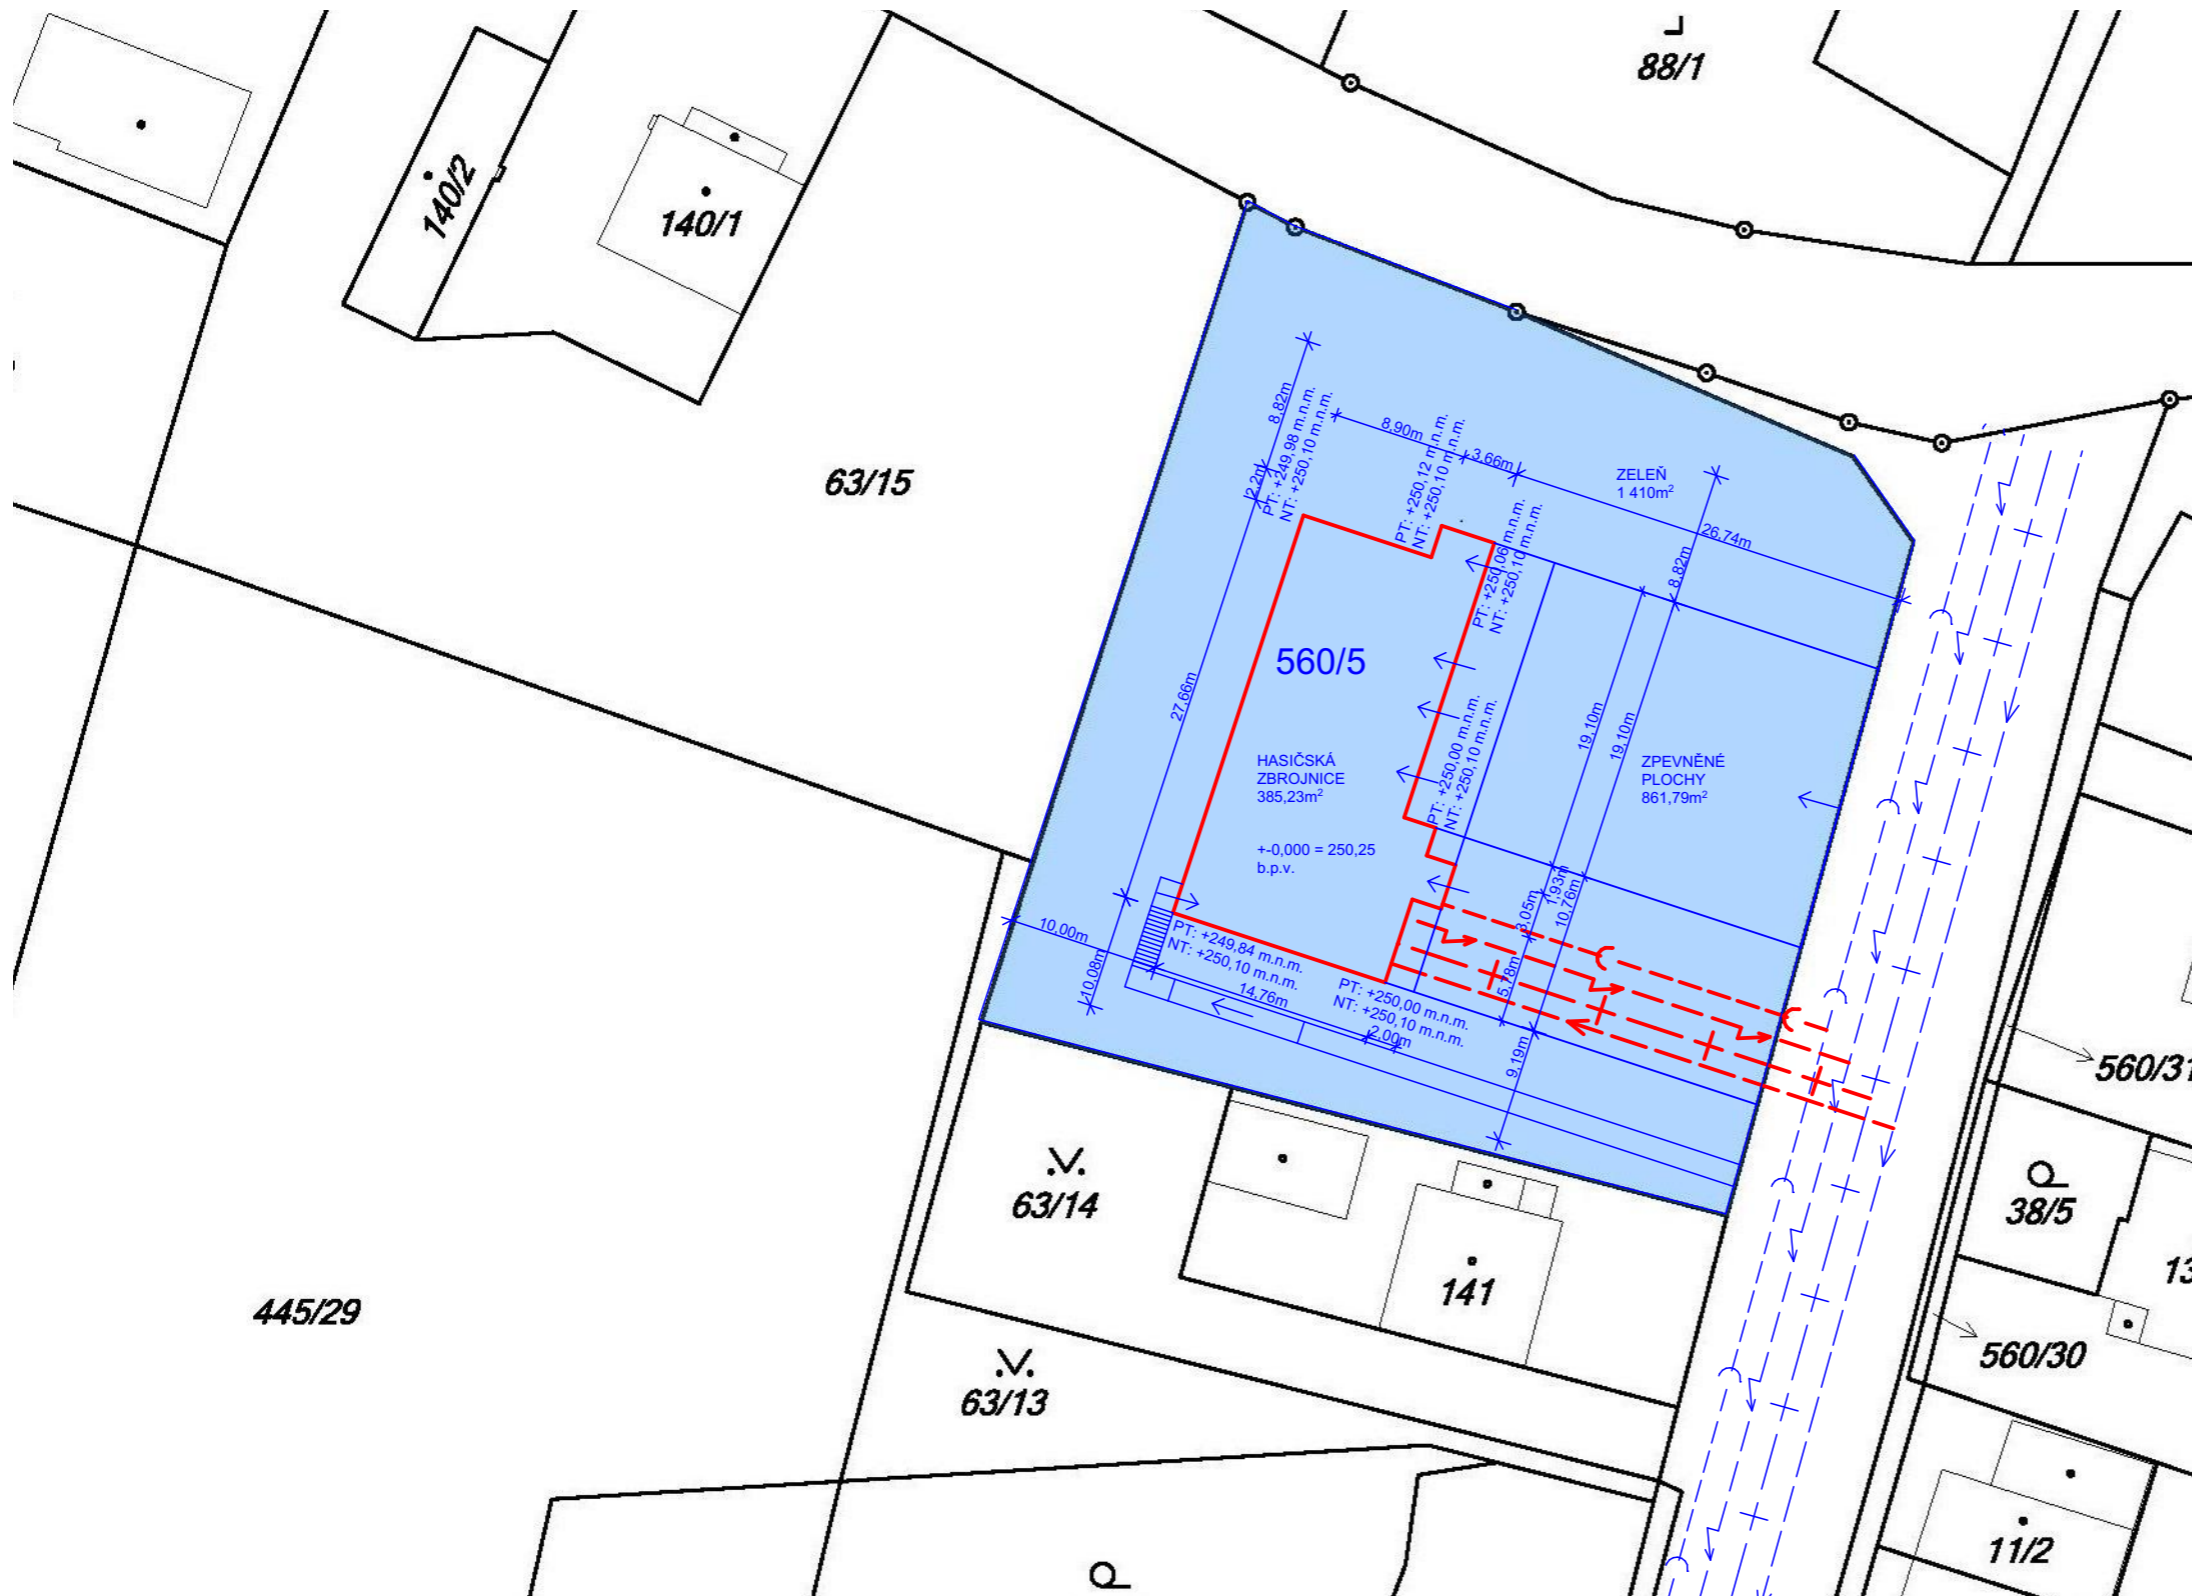 88/1
140/2
140/1
63/15
8,82m
2,2m
PT: +249,98 m.n.m.
NT: +250,10 m.n.m.
8,90m
PT: +250,12 m.n.m.
NT: +250,10 m.n.m.
3,66m
ZELEŇ
1 410m²
26,74m
8,82m
PT: +250,06 m.n.m.
NT: +250,10 m.n.m.
560/5
27,66m
19,10m
19,10m
HASIČSKÁ
ZBROJNICE
385,23m²
+-0,000 = 250,25
b.p.v.
PT: +250,00 m.n.m.
NT: +250,10 m.n.m.
ZPEVNĚNÉ
PLOCHY
861,79m²
1,93m
10,76m
3,05m
5,78m
10,00m
10,08m
PT: +249,84 m.n.m.
NT: +250,10 m.n.m.
14,76m
PT: +250,00 m.n.m.
NT: +250,10 m.n.m.
2,00m
9,19m
560/31
63/14
38/5
13
141
445/29
560/30
63/13
11/2